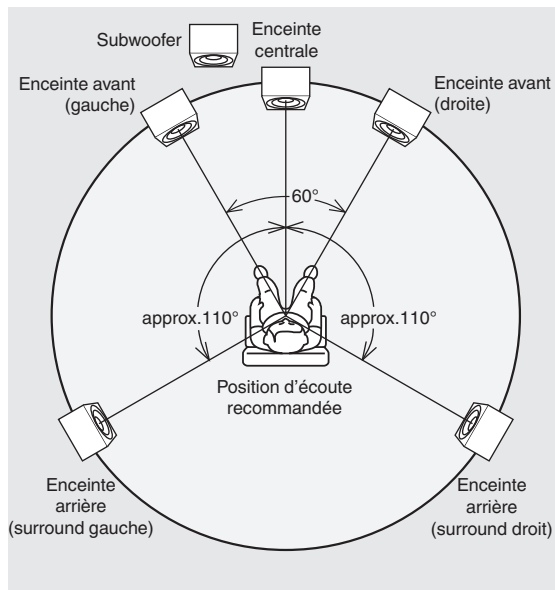 Subwoofer
Enceinte
centrale
Enceinte avant
(gauche)
Enceinte avant
(droite)
60°
approx.110°
approx.110°
Position d’écoute
recommandée
Enceinte
arrière
(surround gauche)
Enceinte
arrière
(surround droit)